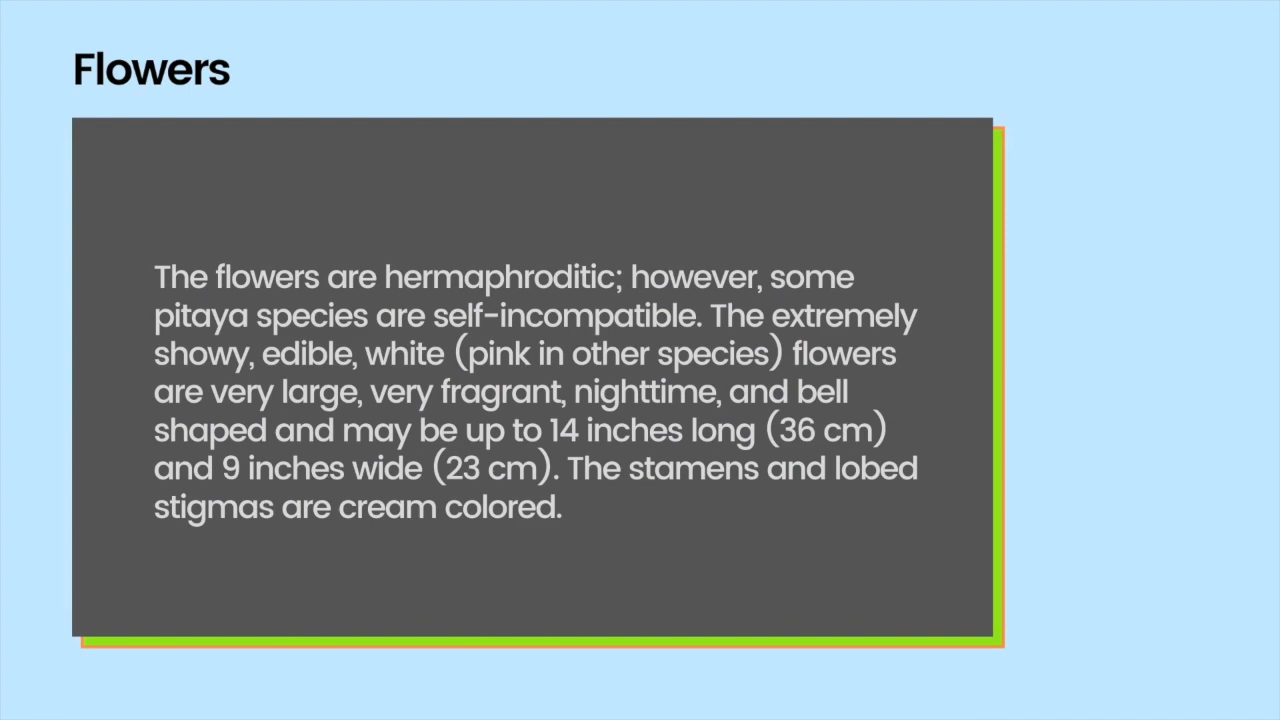 Flowers
The flowers are hermaphroditic; however, some
pitaya species are self-incompatible. The extremely
showy, edible, white (pink in other species) flowers
are very large, very fragrant, nighttime, and bell
shaped and may be up to 14 inches long (36 cm)
and 9 inches wide (23 cm). The stamens and lobed
stigmas are cream colored.